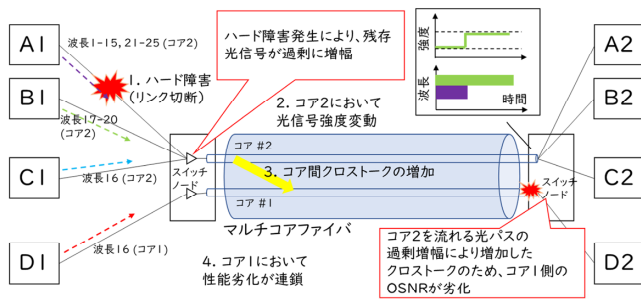 A1
B1
C1
D1
波長1-15, 21-25 (コア2)
1. ハード障害
(リンク切断)
波長17-20
(コア2)
波長16 (コア2)
波長16 (コア1)
ハード障害発生により、残存
光信号が過剰に増幅
2. コア2において
光信号強度変動
スイッチ
ノード
コア #2
3. コア間クロストークの増加
コア #1
マルチコアファイバ
4. コア1において
性能劣化が連鎖
強度
波長
時間
スイッチ
ノード
コア2を流れる光パスの
過剰増幅により増加した
クロストークのため、コア1側の
OSNRが劣化
A2
B2
C2
D2